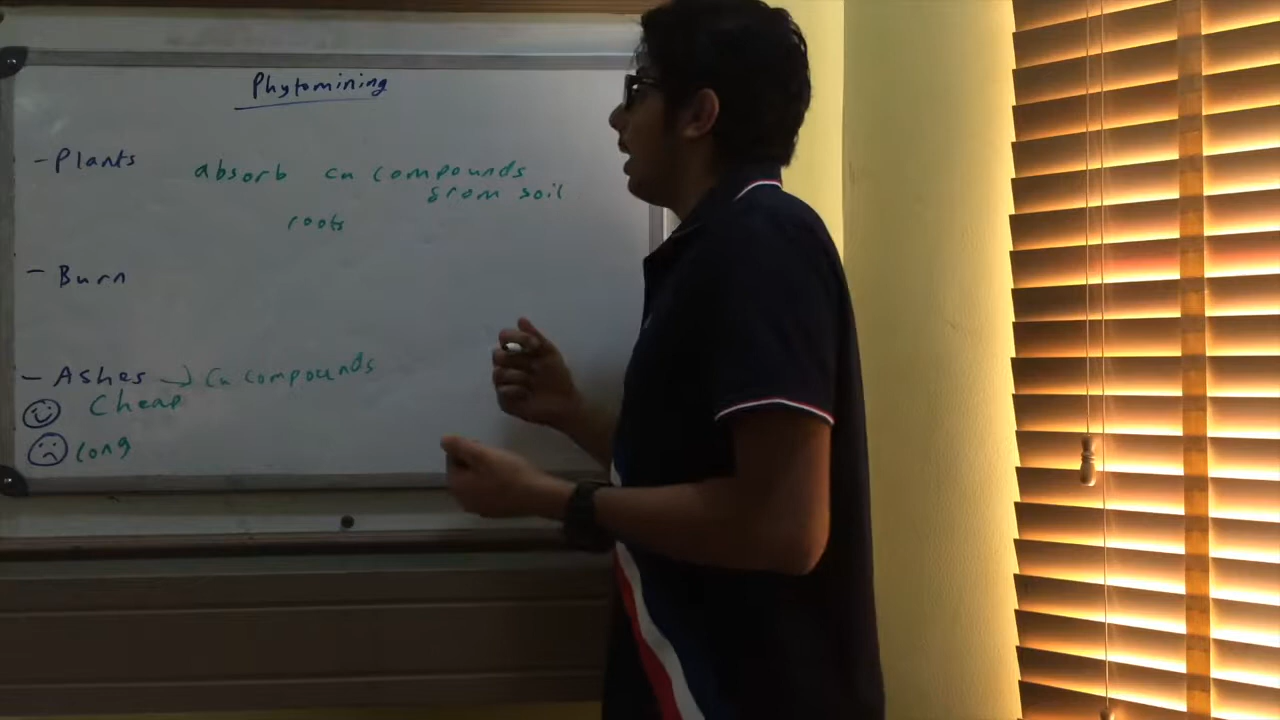 Phytomining
- Plants absorb Cu compounds
from soil
roots
- Burn
- Ashes → Cu compounds
Cheap
Long